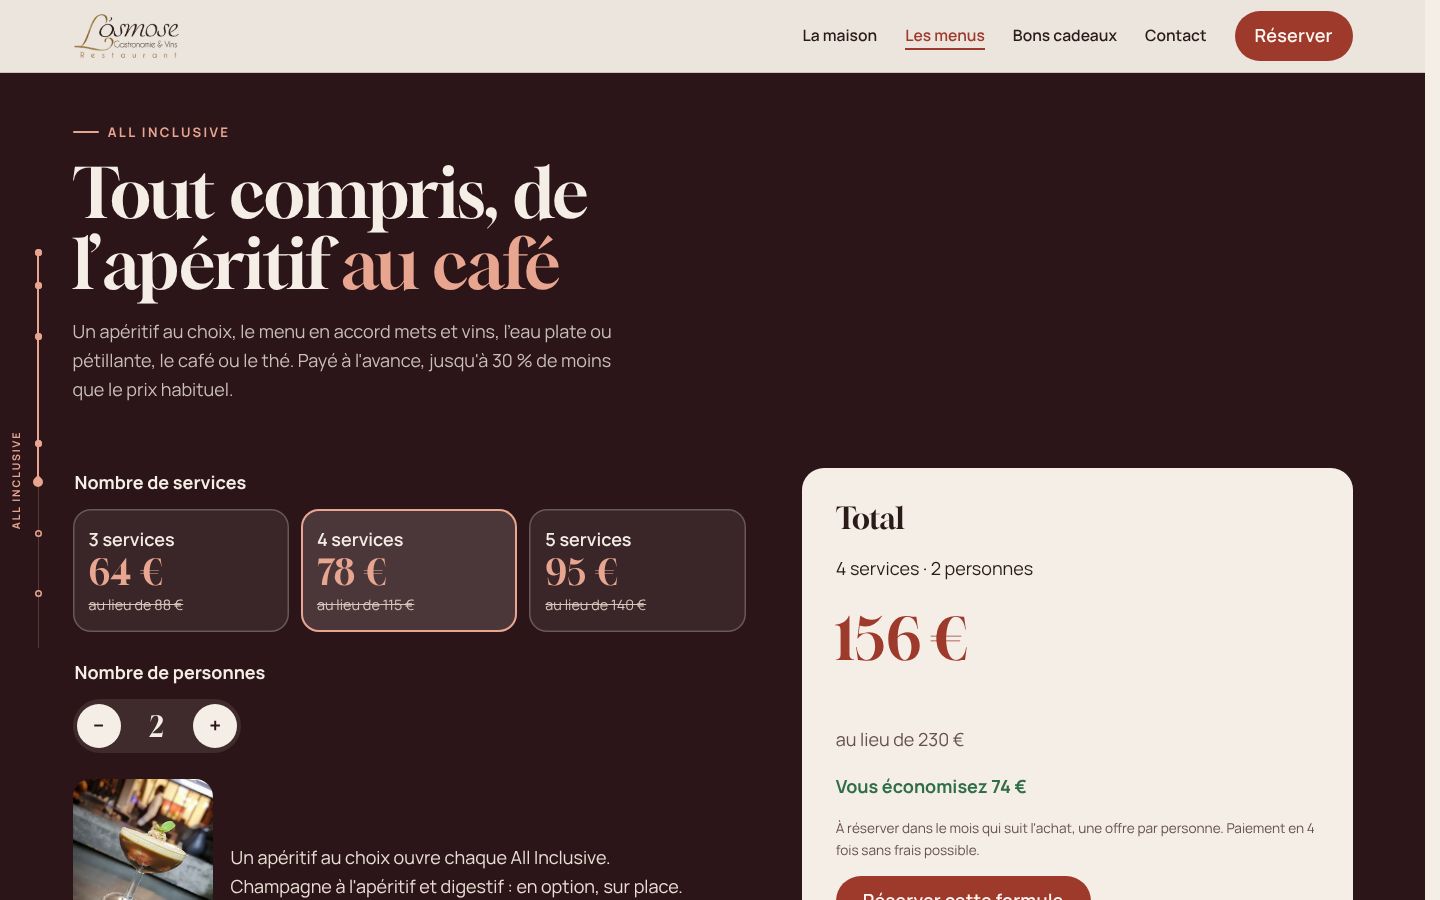 L'osmose
Gastronomie & Vins
Restaurant
La maison
Les menus
Bons cadeaux
Contact
Réserver
ALL INCLUSIVE
Tout compris, de
l'apéritif au café
Un apéritif au choix, le menu en accord mets et vins, l'eau plate ou
pétillante, le café ou le thé. Payé à l'avance, jusqu'à 30 % de moins
que le prix habituel.
ALL INCLUSIVE
Nombre de services
3 services
64 €
au lieu de 88 €
4 services
78 €
au lieu de 115 €
5 services
95 €
au lieu de 140 €
Nombre de personnes
− 2 +
Un apéritif au choix ouvre chaque All Inclusive.
Champagne à l'apéritif et digestif : en option, sur place.
Total
4 services · 2 personnes
156 €
au lieu de 230 €
Vous économisez 74 €
À réserver dans le mois qui suit l'achat, une offre par personne. Paiement en 4
fois sans frais possible.
Réserver cette formule